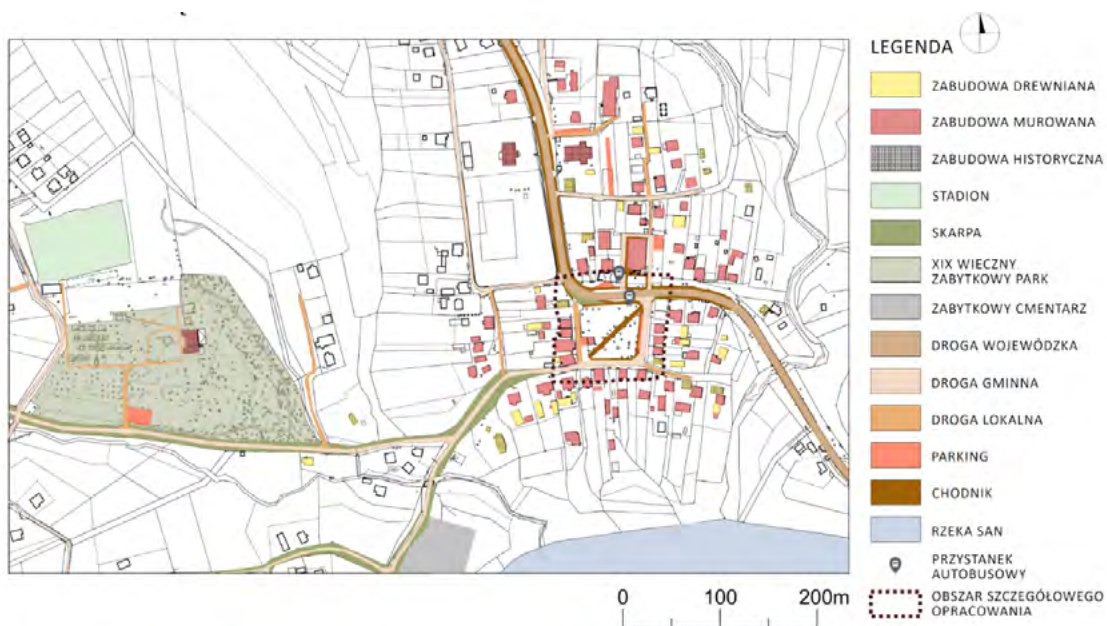 LEGENDA
ZABUDOWA DREWNIANA
ZABUDOWA MUROWANA
ZABUDOWA HISTORYCZNA
STADION
SKARPA
XIX WIECZNY
ZABYTKOWY PARK
ZABYTKOWY CMENTARZ
DROGA WOJEWÓDZKA
DROGA GMINNA
DROGA LOKALNA
PARKING
CHODNIK
RZEKA SAN
PRZYSTANEK
AUTOBUSOWY
OBSZAR SZCZEGÓŁOWEGO
OPRACOWANIA
0 100 200m